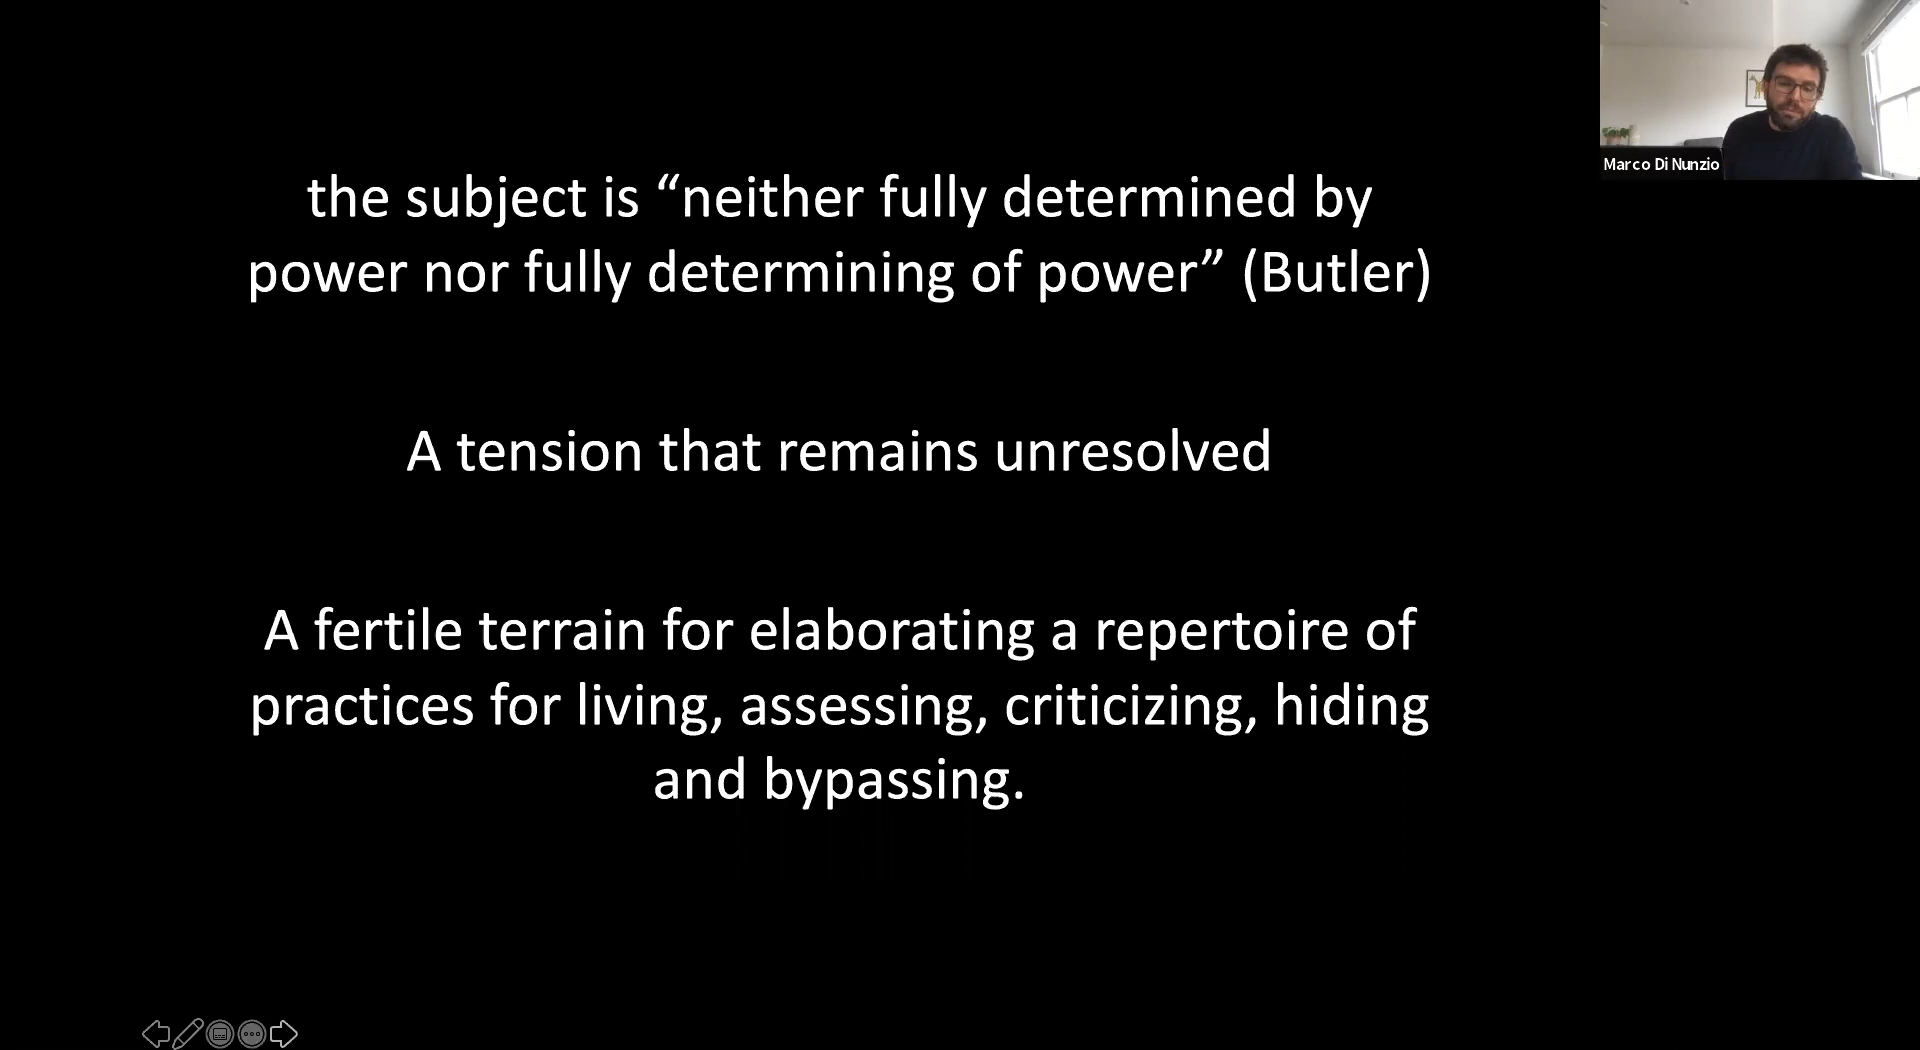 the subject is “neither fully determined by
power nor fully determining of power” (Butler)
A tension that remains unresolved
A fertile terrain for elaborating a repertoire of
practices for living, assessing, criticizing, hiding
and bypassing.
Marco Di Nunzio